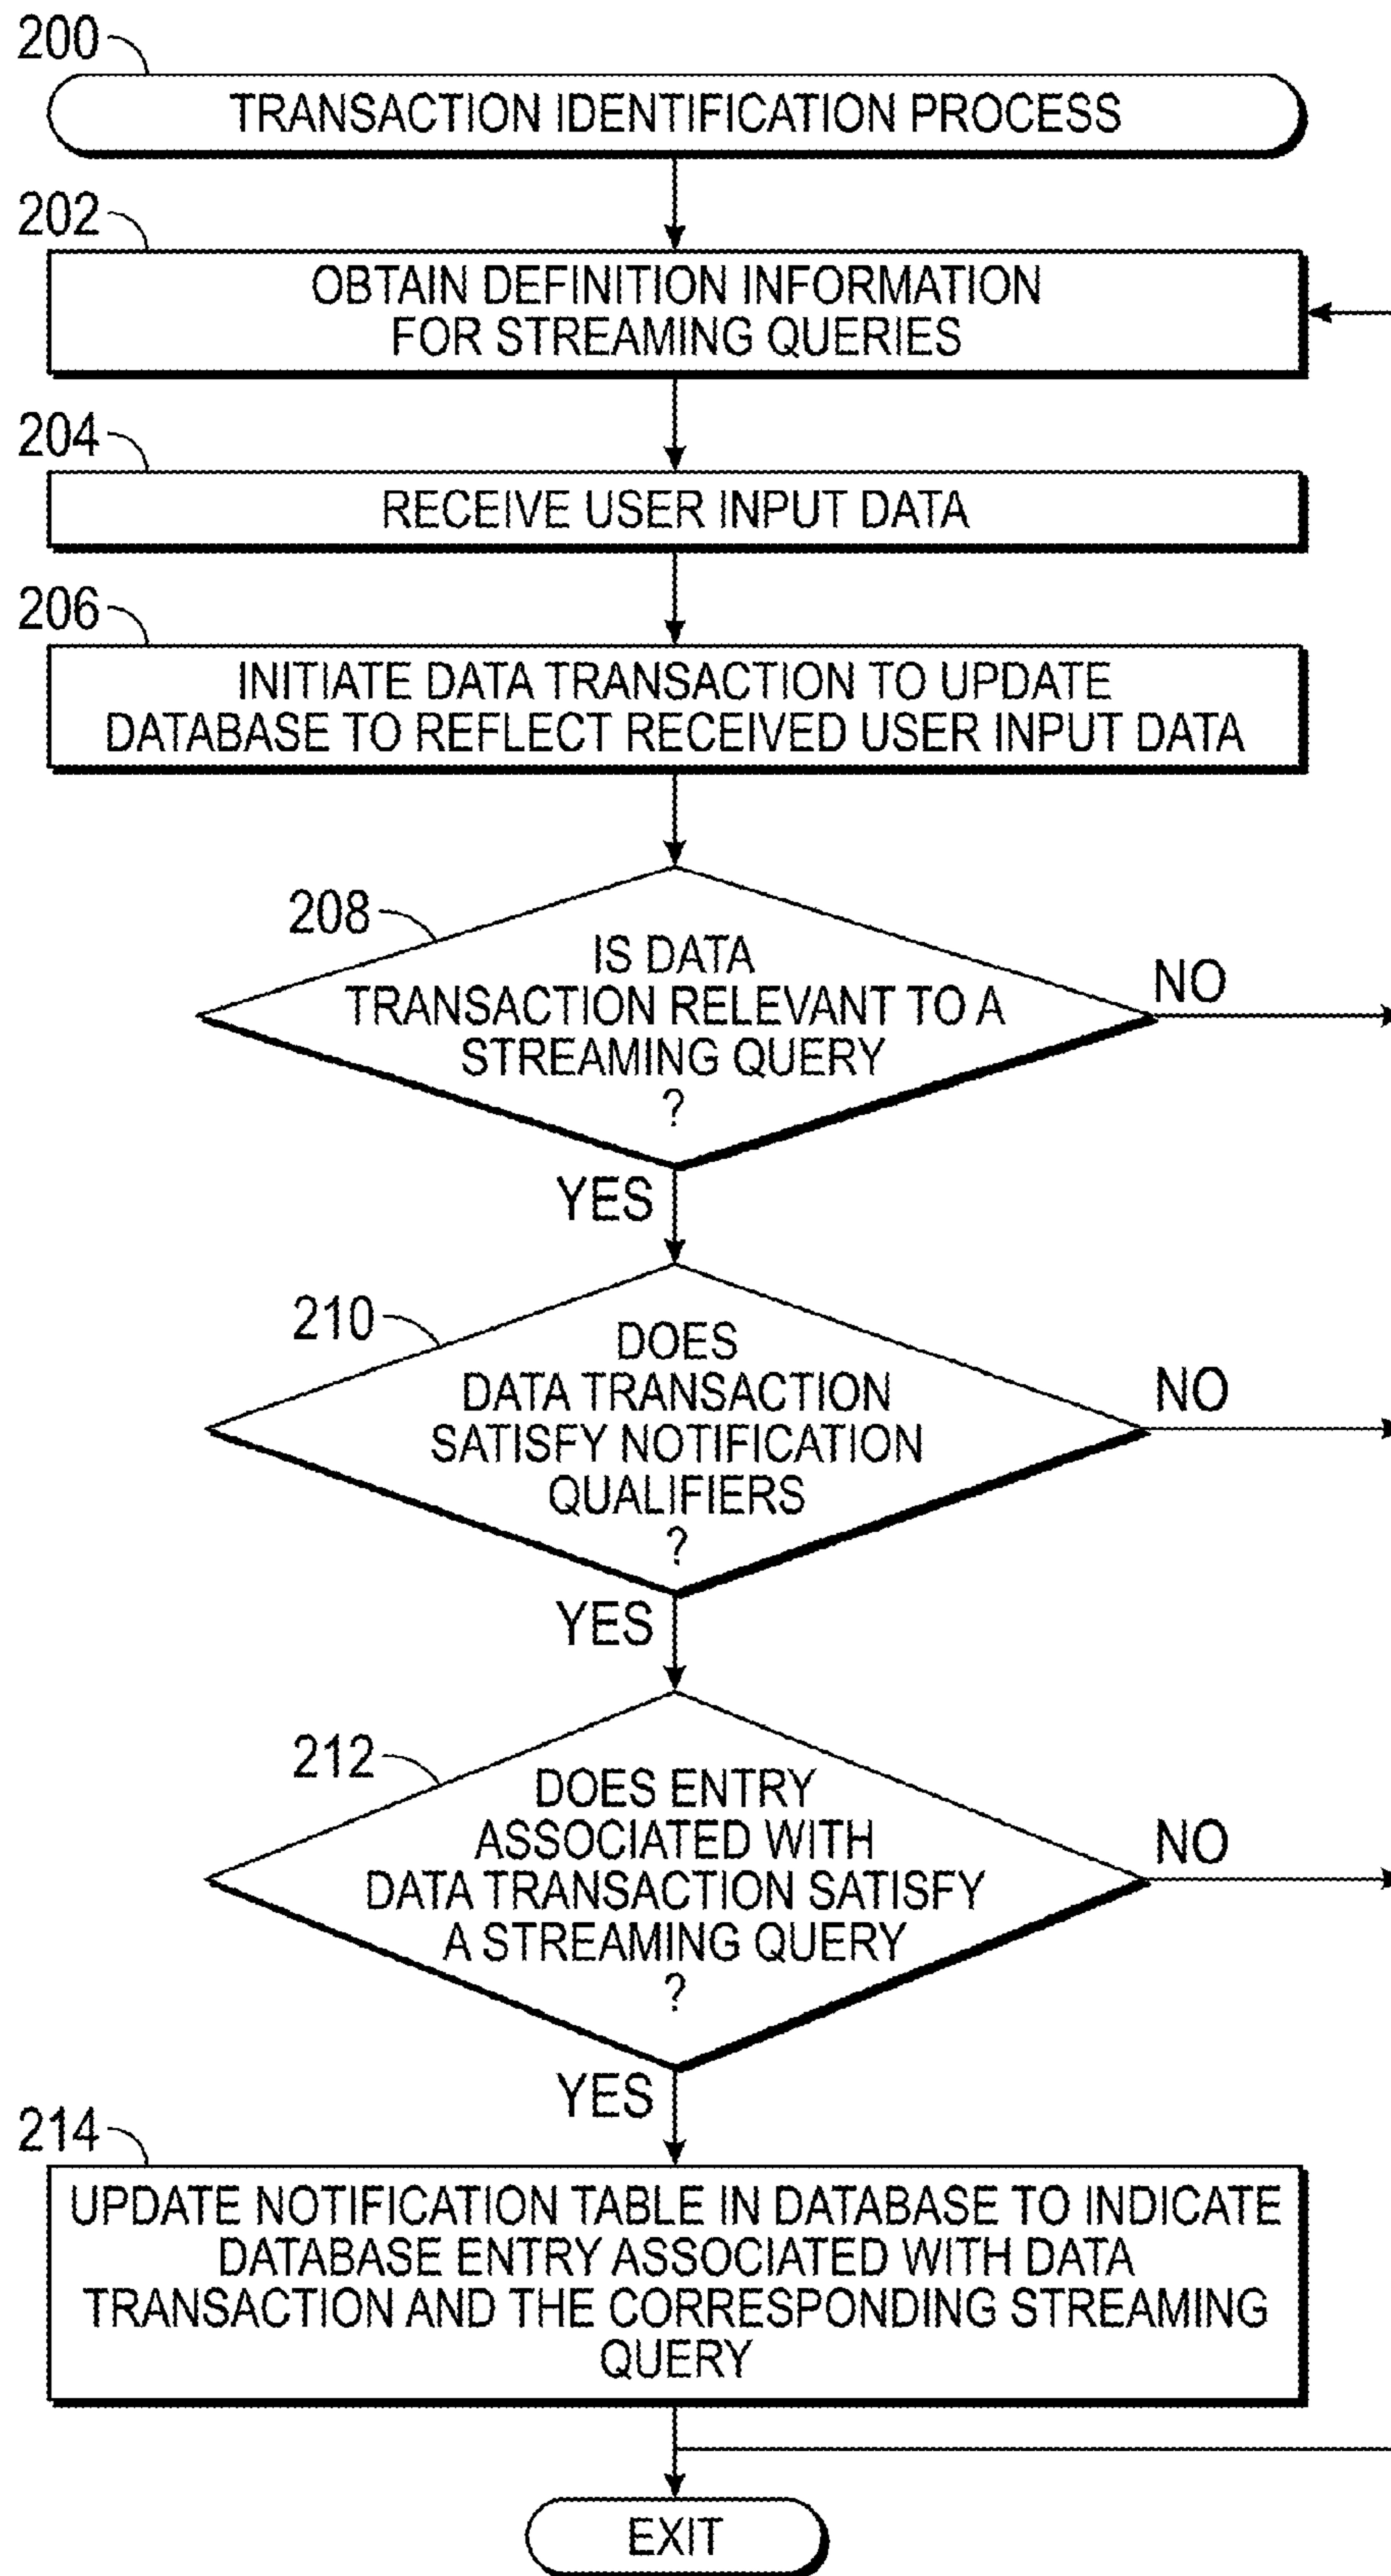 200
TRANSACTION IDENTIFICATION PROCESS
202
OBTAIN DEFINITION INFORMATION
FOR STREAMING QUERIES
204
RECEIVE USER INPUT DATA
206
INITIATE DATA TRANSACTION TO UPDATE
DATABASE TO REFLECT RECEIVED USER INPUT DATA
208
IS DATA
TRANSACTION RELEVANT TO A
STREAMING QUERY
?
NO
YES
210
DOES
DATA TRANSACTION
SATISFY NOTIFICATION
QUALIFIERS
?
NO
YES
212
DOES ENTRY
ASSOCIATED WITH
DATA TRANSACTION SATISFY
A STREAMING QUERY
?
NO
YES
214
UPDATE NOTIFICATION TABLE IN DATABASE TO INDICATE
DATABASE ENTRY ASSOCIATED WITH DATA
TRANSACTION AND THE CORRESPONDING STREAMING
QUERY
EXIT